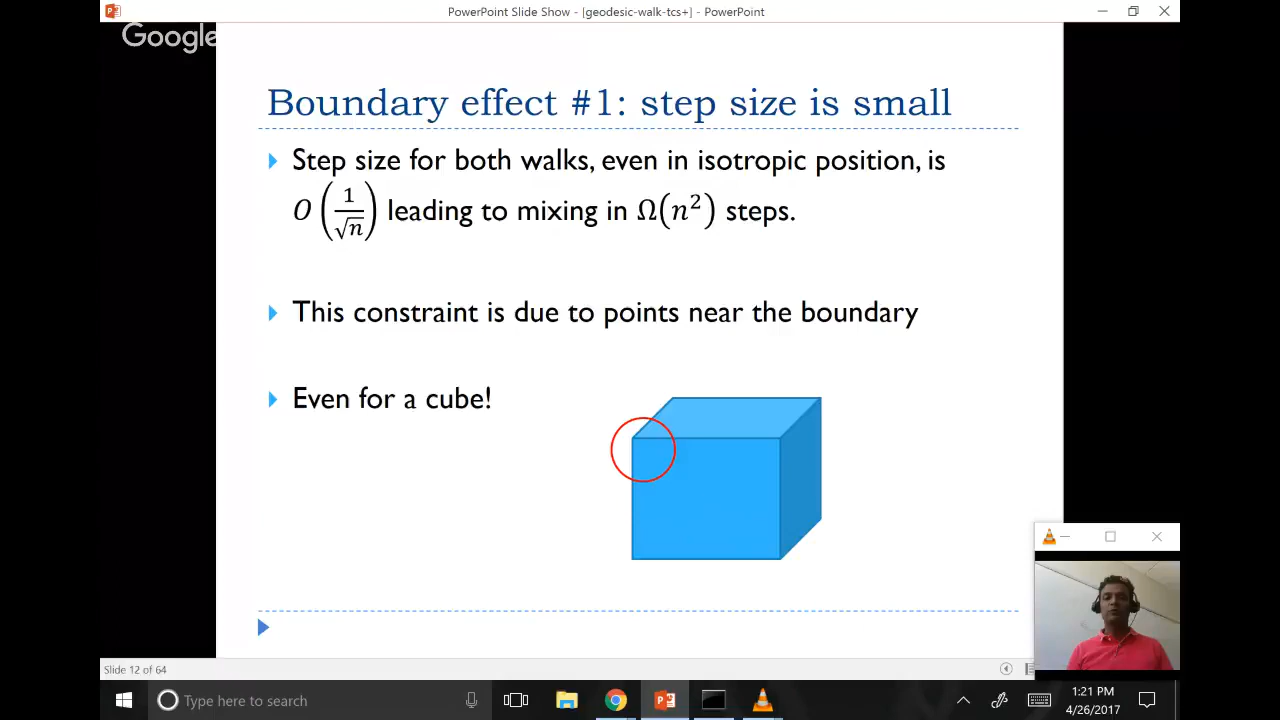 PowerPoint Slide Show - [geodesic-walk-tcs+] - PowerPoint
Google
Boundary effect #1: step size is small
Step size for both walks, even in isotropic position, is
O(1/√n) leading to mixing in Ω(n²) steps.
This constraint is due to points near the boundary
Even for a cube!
Slide 12 of 64
Type here to search
1:21 PM
4/26/2017